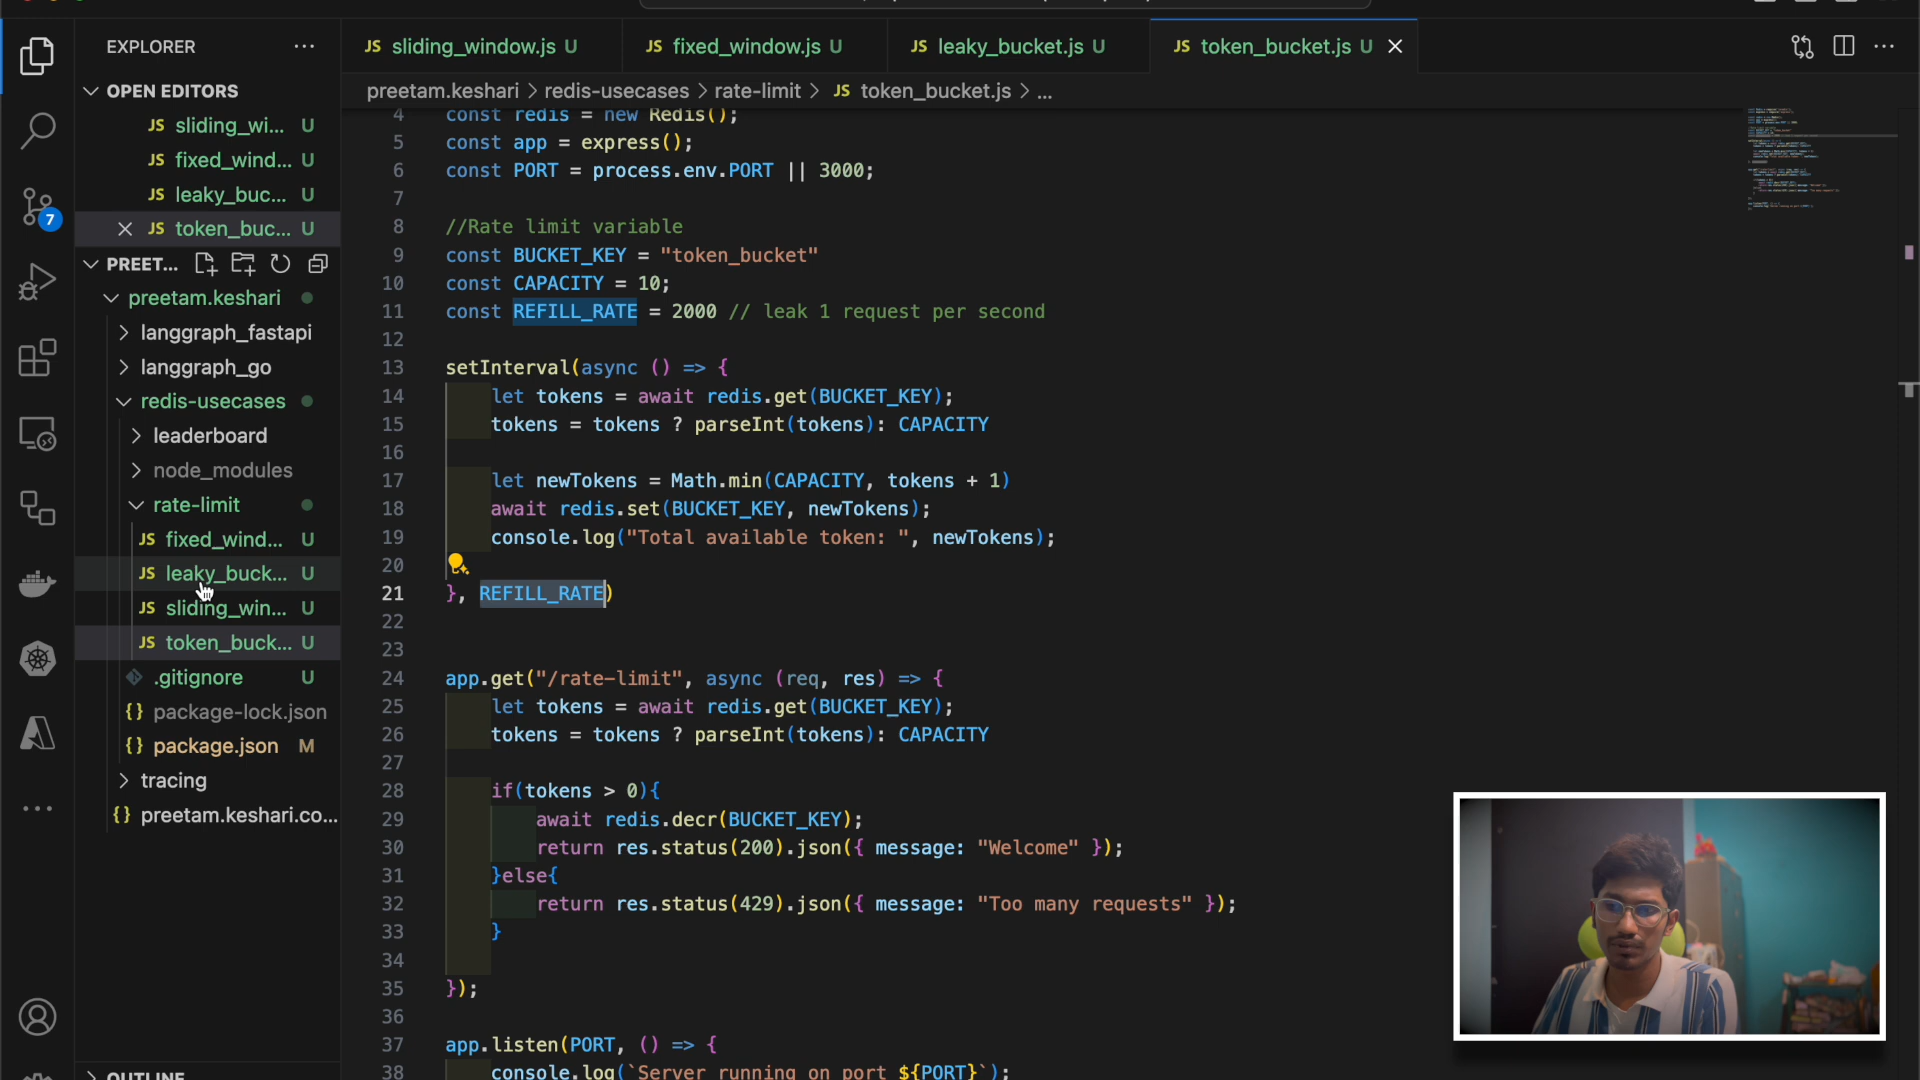 EXPLORER
OPEN EDITORS
JS sliding_wi... U
JS fixed_wind... U
JS leaky_buc... U
JS token_buc... U
PREET...
preetam.keshari
langgraph_fastapi
langgraph_go
redis-usecases
leaderboard
node_modules
rate-limit
JS fixed_wind... U
JS leaky_buck... U
JS sliding_win... U
JS token_buck... U
.gitignore U
{} package-lock.json
{} package.json M
tracing
{} preetam.keshari.co...
OUTLINE
7
JS sliding_window.js U
JS fixed_window.js U
JS leaky_bucket.js U
JS token_bucket.js U
preetam.keshari > redis-usecases > rate-limit > JS token_bucket.js > ...
4 const redis = new Redis();
5 const app = express();
6 const PORT = process.env.PORT || 3000;
7
8 //Rate limit variable
9 const BUCKET_KEY = "token_bucket"
10 const CAPACITY = 10;
11 const REFILL_RATE = 2000 // leak 1 request per second
12
13 setInterval(async () => {
14 let tokens = await redis.get(BUCKET_KEY);
15 tokens = tokens ? parseInt(tokens): CAPACITY
16
17 let newTokens = Math.min(CAPACITY, tokens + 1)
18 await redis.set(BUCKET_KEY, newTokens);
19 console.log("Total available token: ", newTokens);
20
21 }, REFILL_RATE)
22
23
24 app.get("/rate-limit", async (req, res) => {
25 let tokens = await redis.get(BUCKET_KEY);
26 tokens = tokens ? parseInt(tokens): CAPACITY
27
28 if(tokens > 0){
29 await redis.decr(BUCKET_KEY);
30 return res.status(200).json({ message: "Welcome" });
31 }else{
32 return res.status(429).json({ message: "Too many requests" });
33 }
34
35 });
36
37 app.listen(PORT, () => {
38 console.log(`Server running on port ${PORT}`);